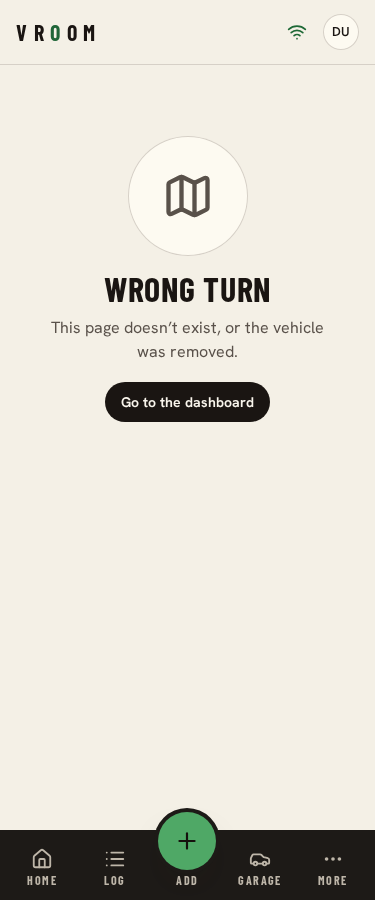 VROOM
DU
WRONG TURN
This page doesn’t exist, or the vehicle
was removed.
Go to the dashboard
HOME
LOG
ADD
GARAGE
MORE